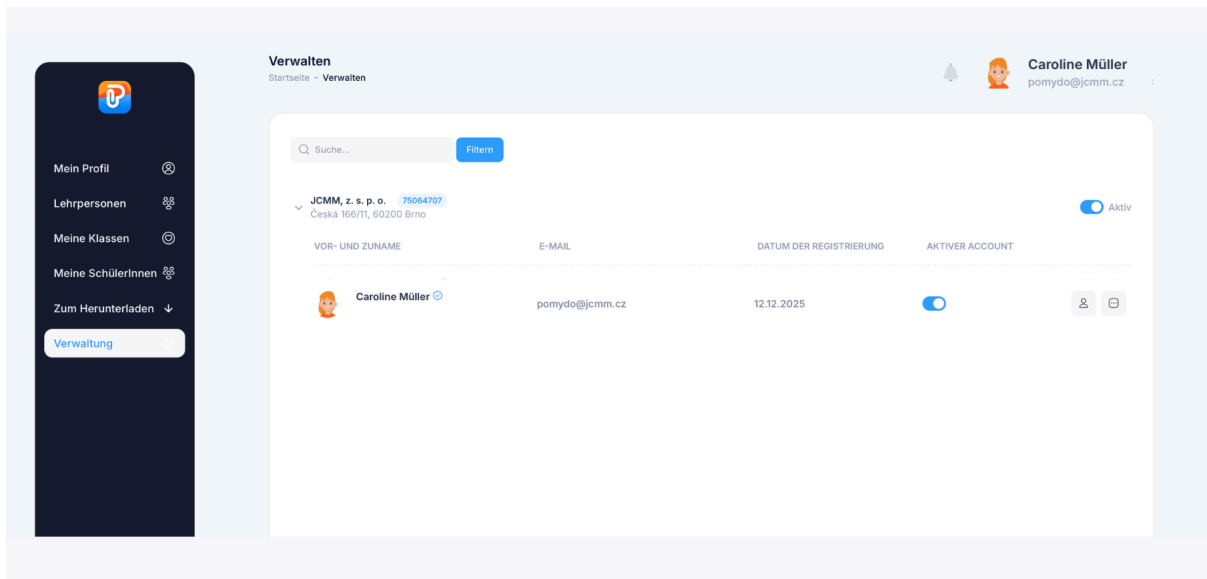 Verwalten
Startseite - Verwalten
Caroline Müller
pomydo@jcmm.cz
Mein Profil
Lehrpersonen
Meine Klassen
Meine SchülerInnen
Zum Herunterladen
Verwaltung
Suche...
Filtern
JCMM, z. s. p. o. 75064707
Česká 166/11, 60200 Brno
Aktiv
VOR- UND ZUNAME E-MAIL DATUM DER REGISTRIERUNG AKTIVER ACCOUNT
Caroline Müller
pomydo@jcmm.cz 12.12.2025